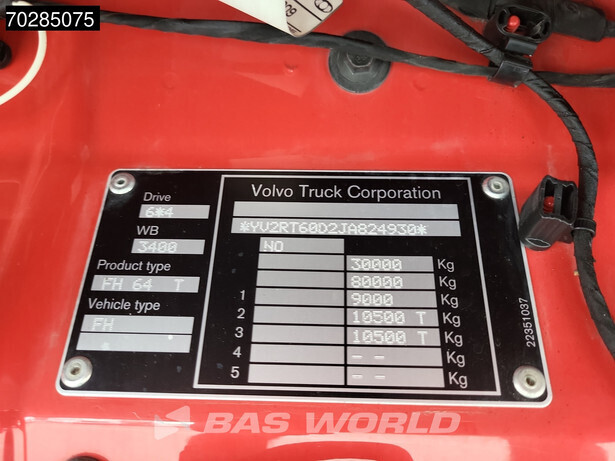 70285075
Volvo Truck Corporation
Drive
6*4
WB
3400
Product type
FH 64 T
Vehicle type
FH
*YV2RT60D2JA824930*
NO
30000 Kg
80000 Kg
1 9000 Kg
2 10500 T Kg
3 10500 T Kg
4 -- Kg
5 -- Kg
22351037
BAS WORLD